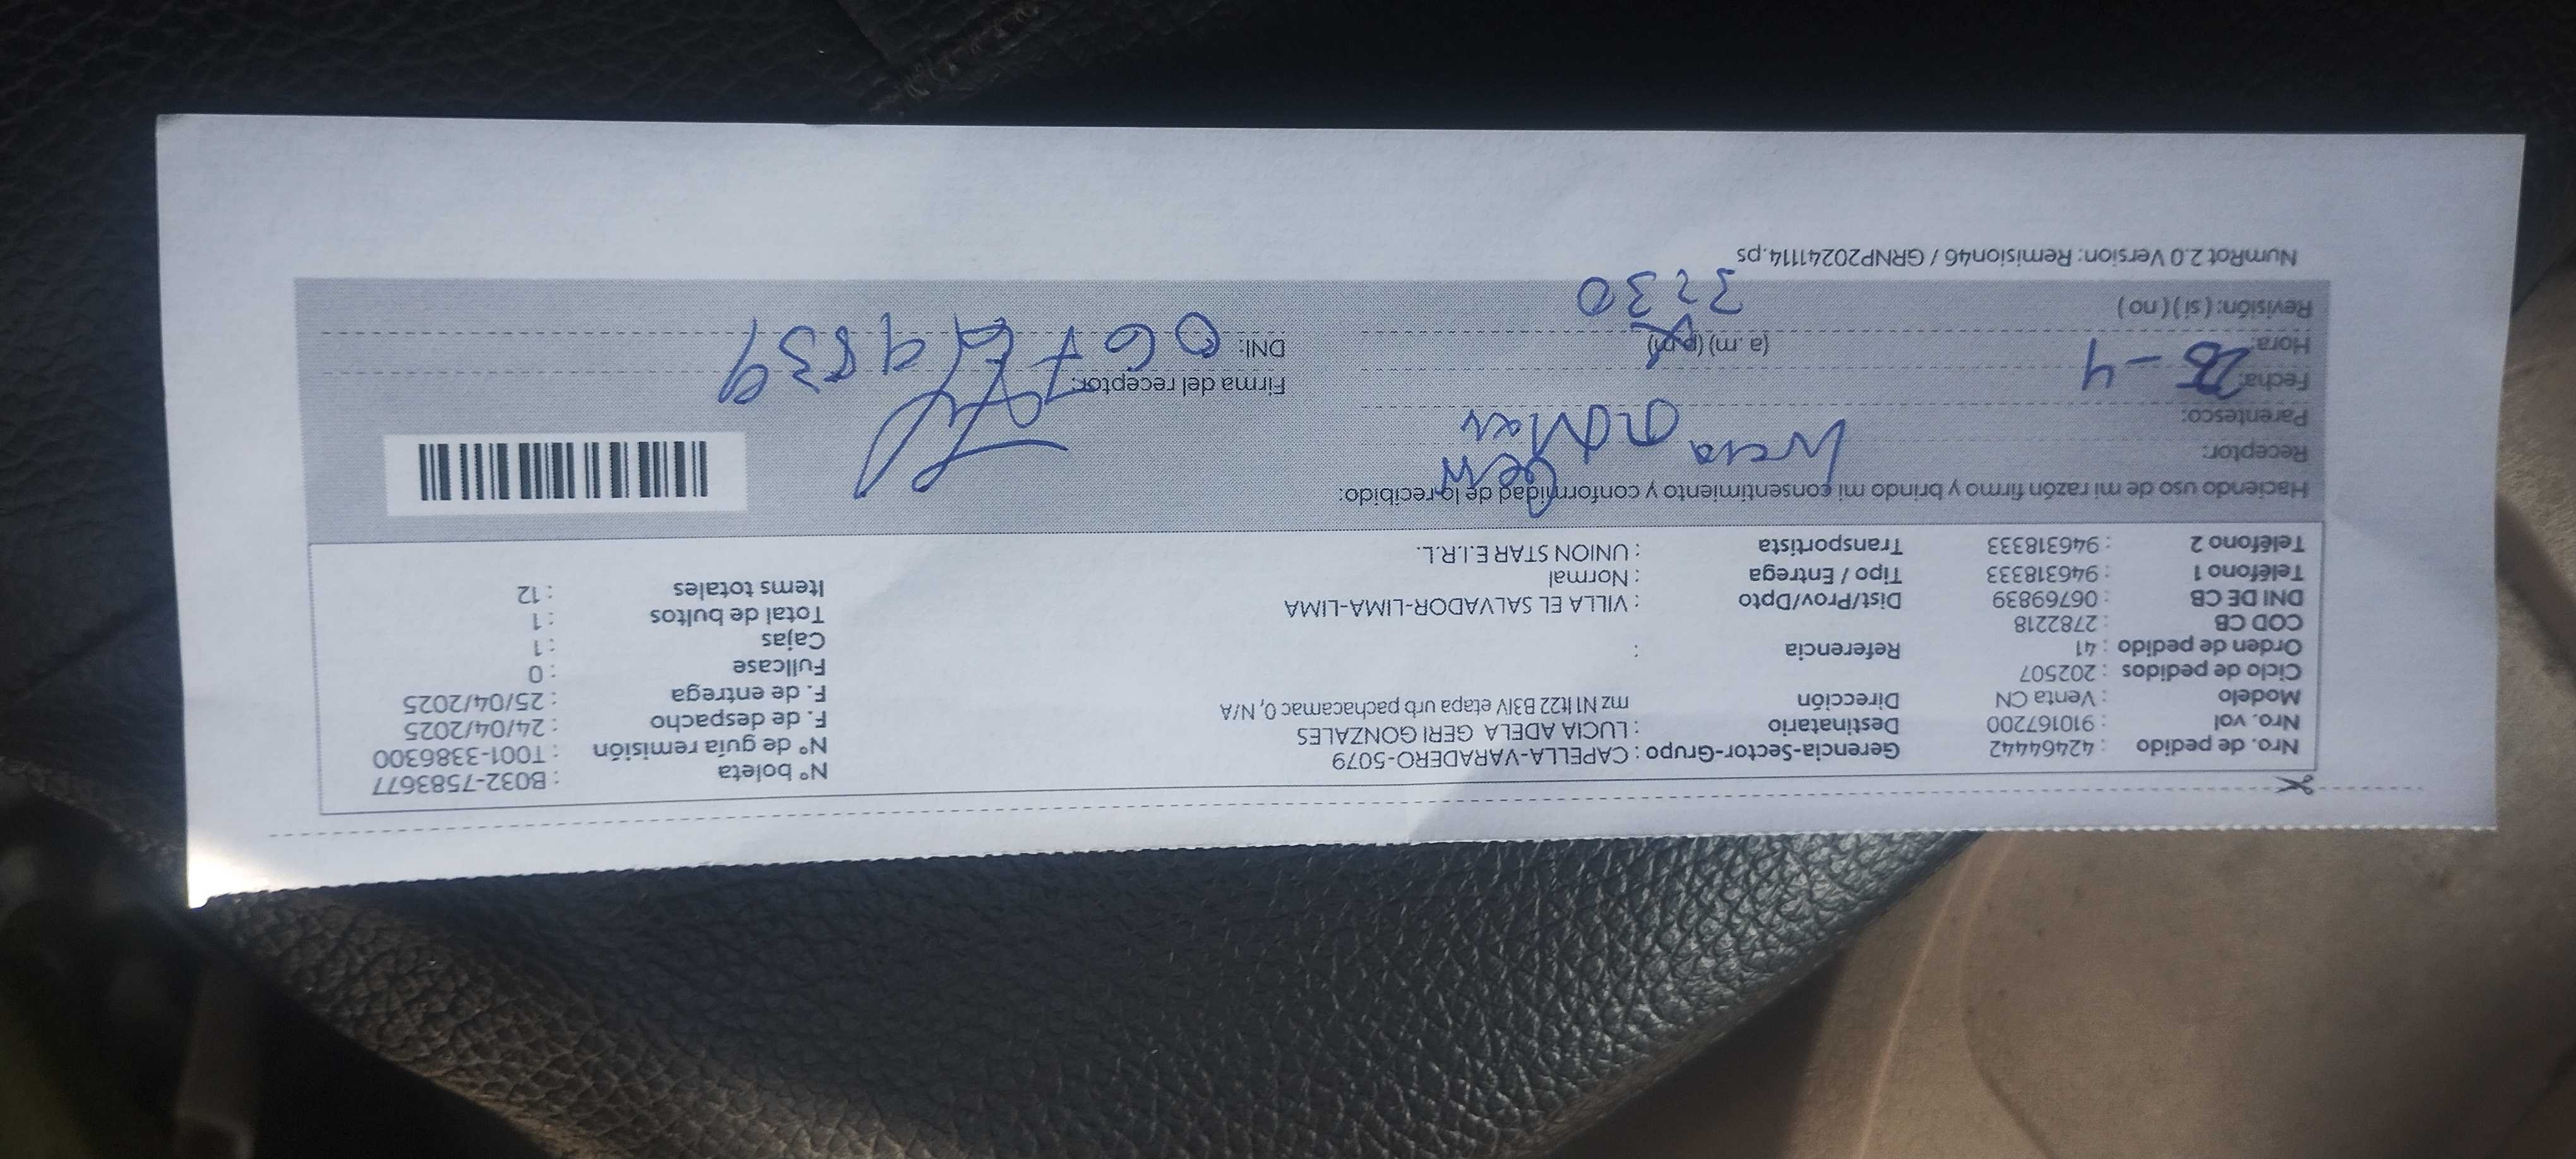 Nro. de pedido : 42464442 Gerencia-Sector-Grupo : CAPELLA-VARADERO-5079 N° boleta : B032-7583677
Nro. vol : 910167200 Destinatario : LUCIA ADELA GERI GONZALES N° de guía remisión : T001-3386300
Modelo : Venta CN Dirección mz N1 lt22 B3IV etapa urb pachacamac 0, N/A F. de despacho : 24/04/2025
Ciclo de pedidos : 202507 F. de entrega : 25/04/2025
Orden de pedido : 41 Referencia : Fullcase : 0
COD CB : 2782218 Cajas : 1
DNI DE CB : 06769839 Dist/Prov/Dpto : VILLA EL SALVADOR-LIMA-LIMA Total de bultos : 1
Teléfono 1 : 946318333 Tipo / Entrega : Normal Items totales : 12
Teléfono 2 : 946318333 Transportista : UNION STAR E.I.R.L.
Haciendo uso de mi razón firmo y brindo mi consentimiento y conformidad de lo recibido:
Receptor: Lucia
Parentesco:
Fecha: 25-4 Firma del receptor:
Hora: (a.m) (p.m) 3:30 DNI: 06769839
Revisión: ( si ) ( no )
NumRot 2.0 Version: Remision46 / GRNP20241114.ps